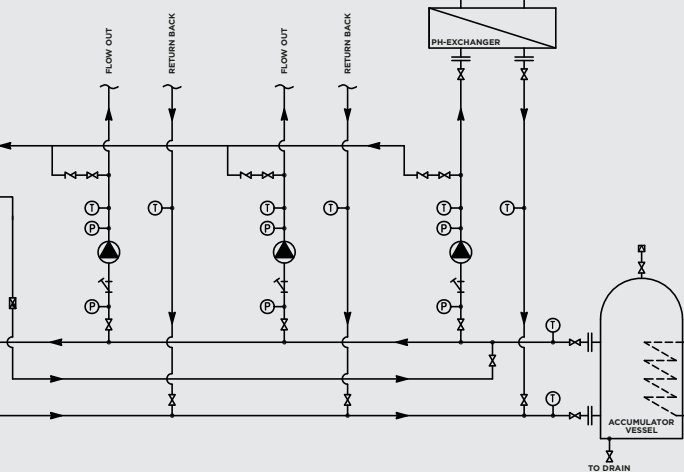 FLOW OUT
RETURN BACK
FLOW OUT
RETURN BACK
PH-EXCHANGER
T
T
T
T
T
T
P
P
P
P
P
P
T
T
ACCUMULATOR
VESSEL
TO DRAIN